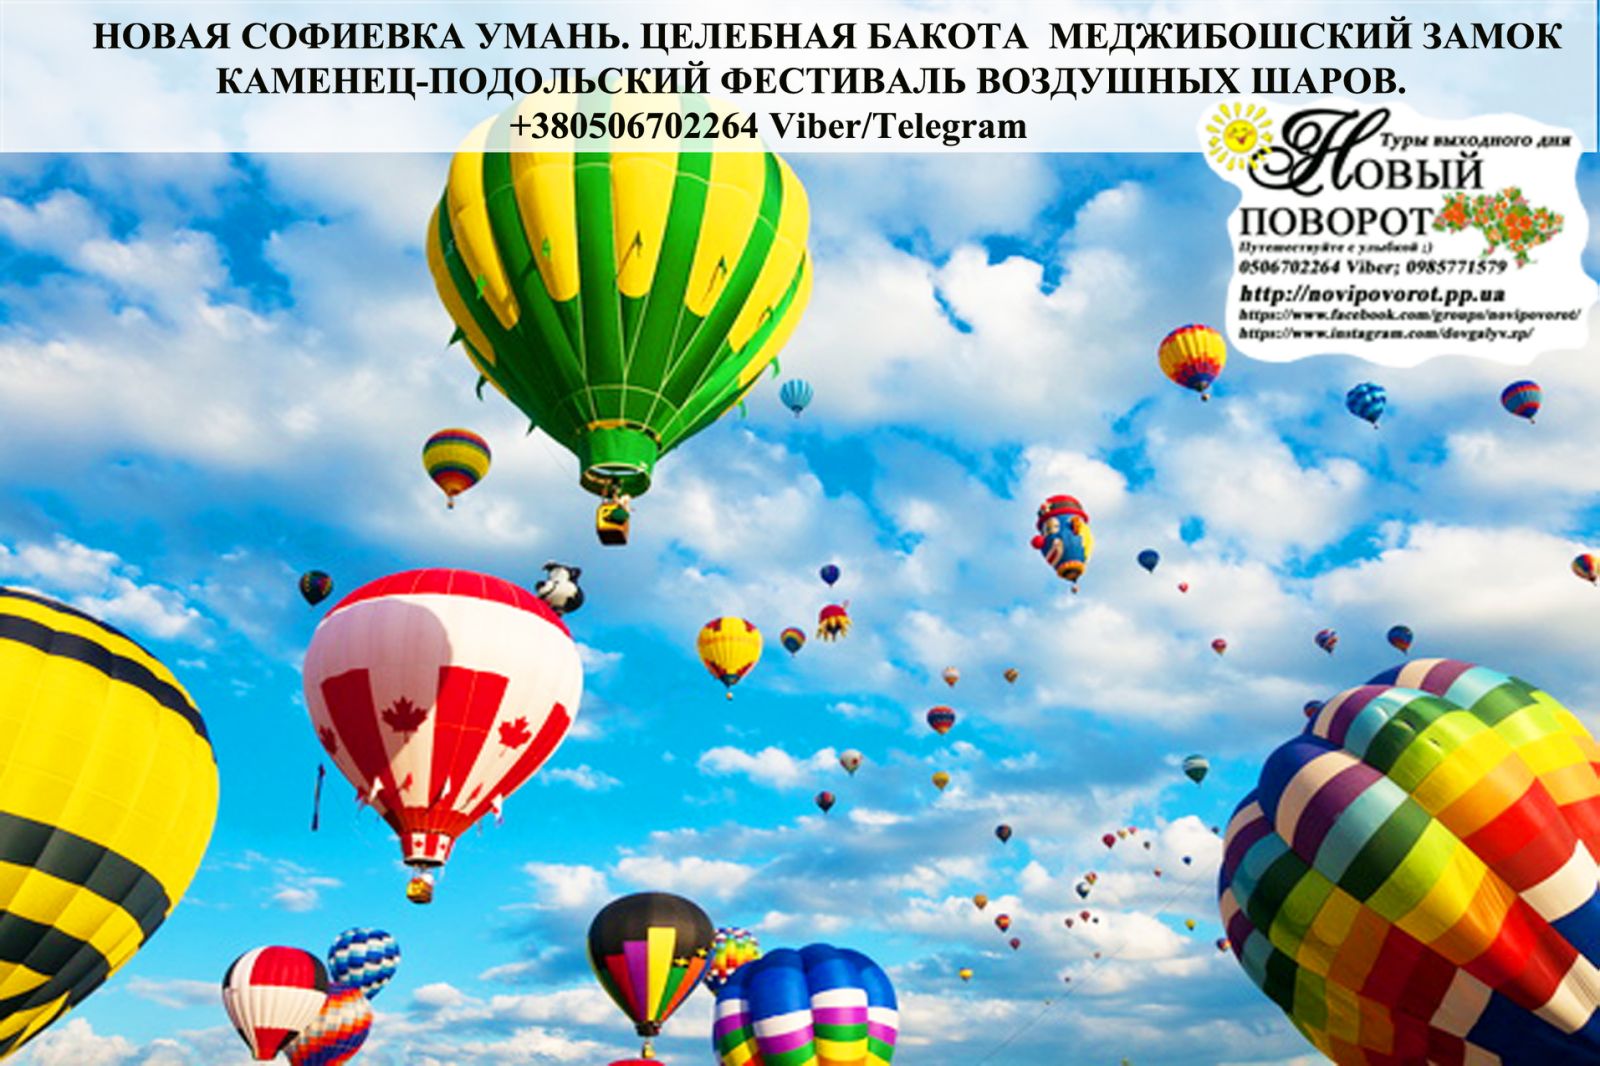 НОВАЯ СОФИЕВКА УМАНЬ. ЦЕЛЕБНАЯ БАКОТА МЕДЖИБОШСКИЙ ЗАМОК
КАМЕНЕЦ-ПОДОЛЬСКИЙ ФЕСТИВАЛЬ ВОЗДУШНЫХ ШАРОВ.
+380506702264 Viber/Telegram
Туры выходного дня
Новый
ПОВОРОТ
Путешествуйте с улыбкой ;)
0506702264 Viber; 0985771579
http://novipovorot.pp.ua
https://www.facebook.com/groups/novipovorot/
https://www.instagram.com/dovgalyv.zp/